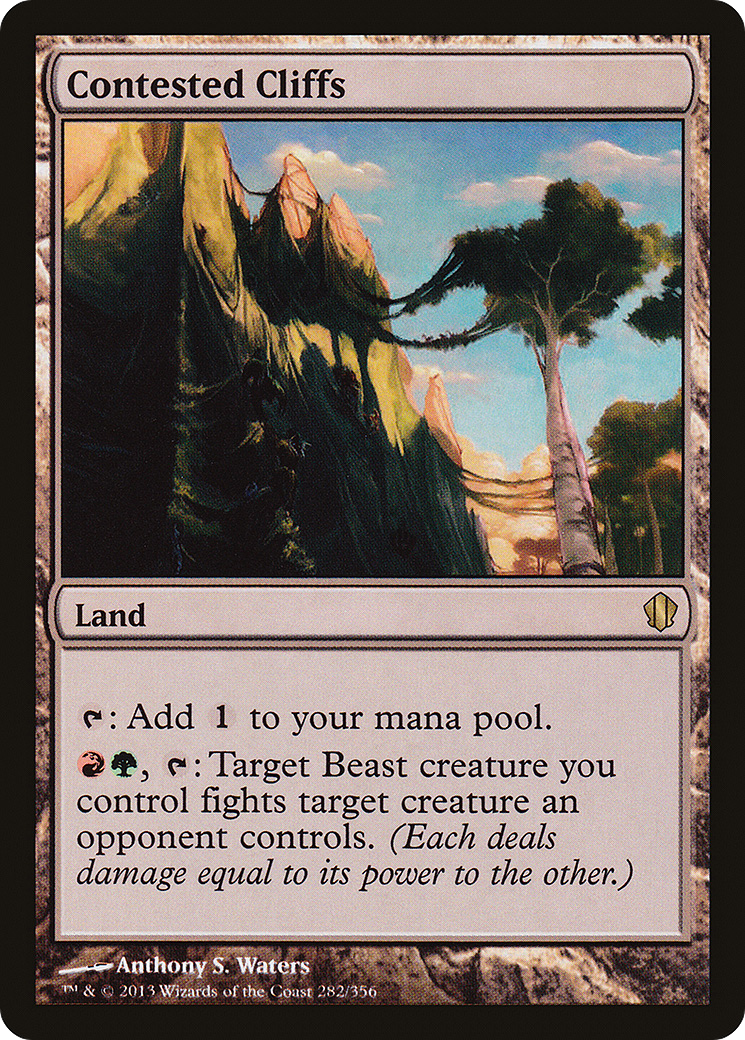 Contested Cliffs
Land
: Add 1 to your mana pool.
, : Target Beast creature you
control fights target creature an
opponent controls. (Each deals
damage equal to its power to the other.)
Anthony S. Waters
™ & © 2013 Wizards of the Coast 282/356